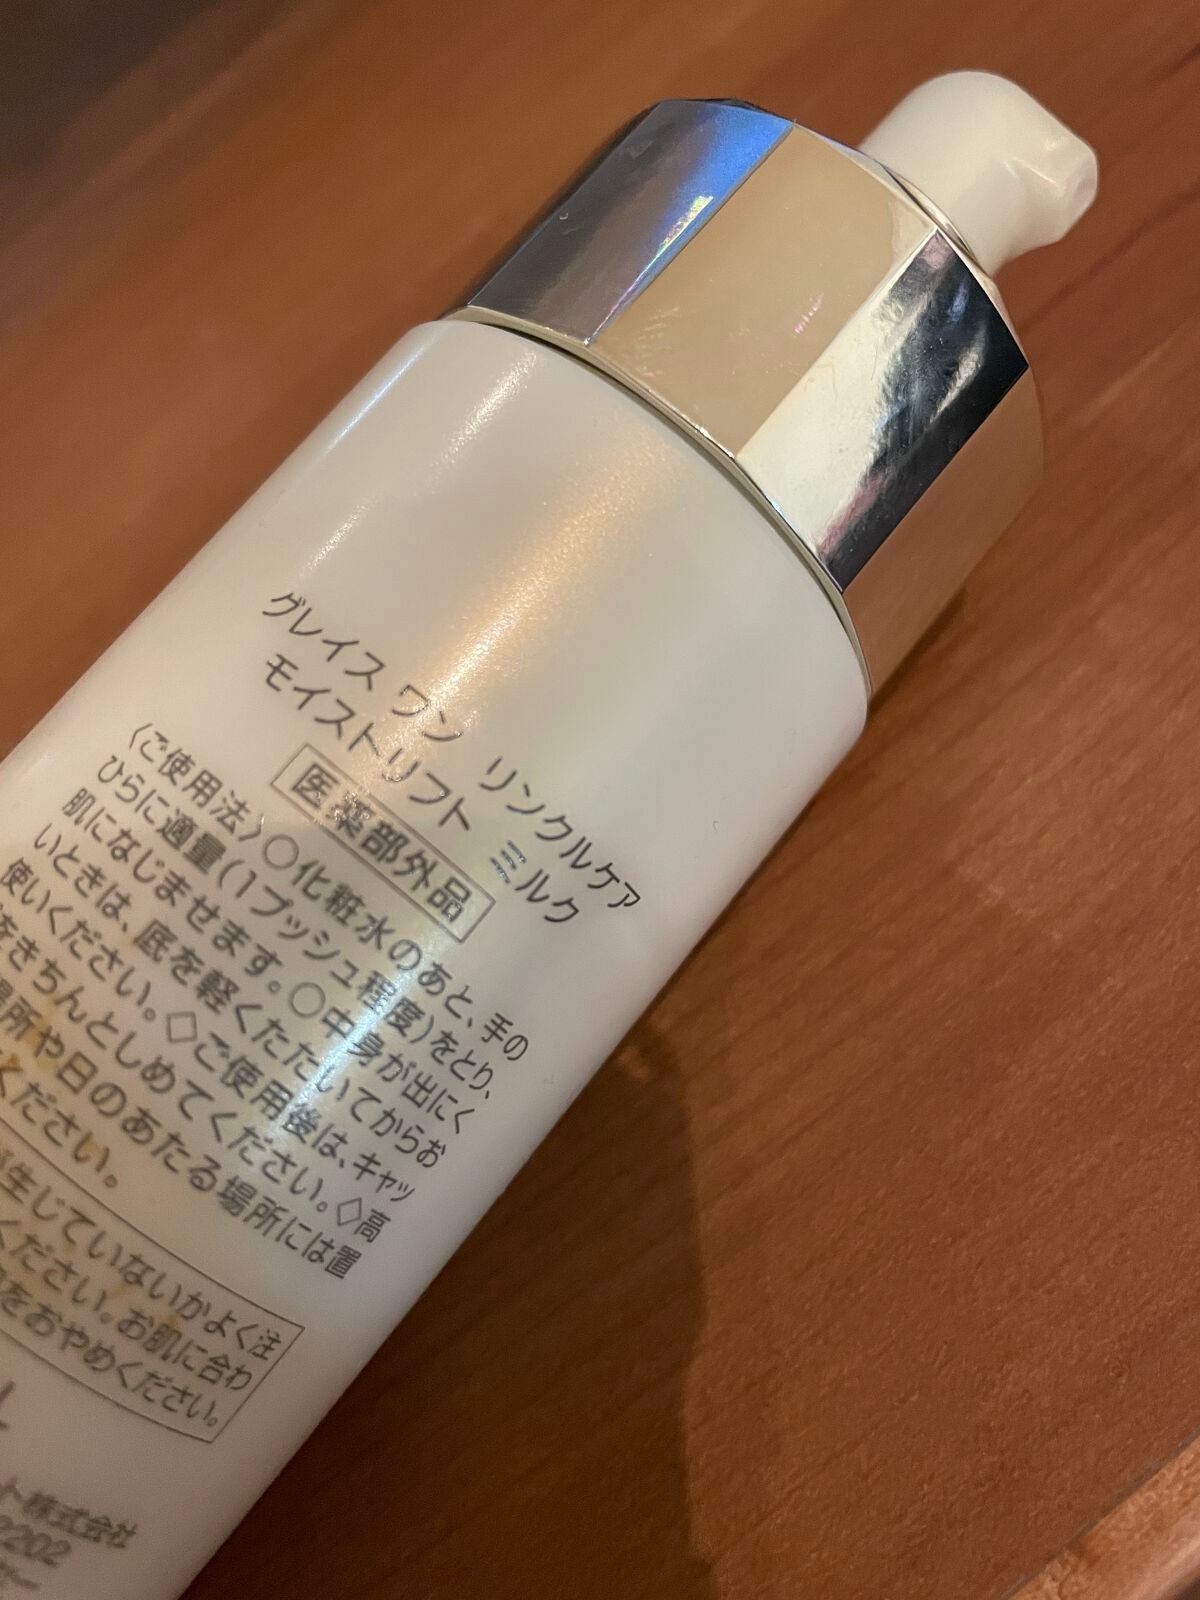 グレイス ワン リンクルケア
モイストリフト ミルク
医薬部外品
〈ご使用法〉○化粧水のあと、手の
ひらに適量(1プッシュ程度)をとり、
肌になじませます。○中身が出にく
いときは、底を軽くたたいてからお
使いください。◇ご使用後は、キャッ
をきちんとしめてください。◇高
場所や日のあたる場所には置
ください。
生じていないかよく注
ください。お肌に合わ
をおやめください。
ト株式会社
202